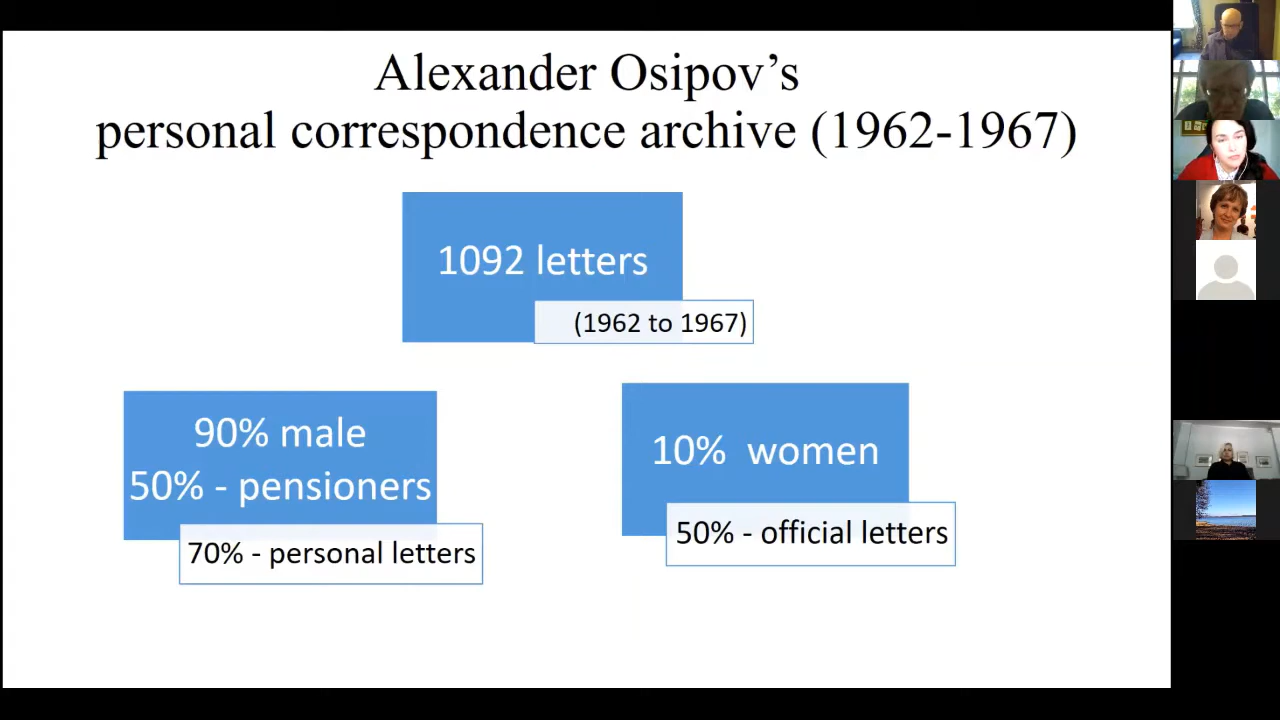 Alexander Osipov’s
personal correspondence archive (1962-1967)
1092 letters
(1962 to 1967)
90% male
50% - pensioners
70% - personal letters
10%  women
50% - official letters